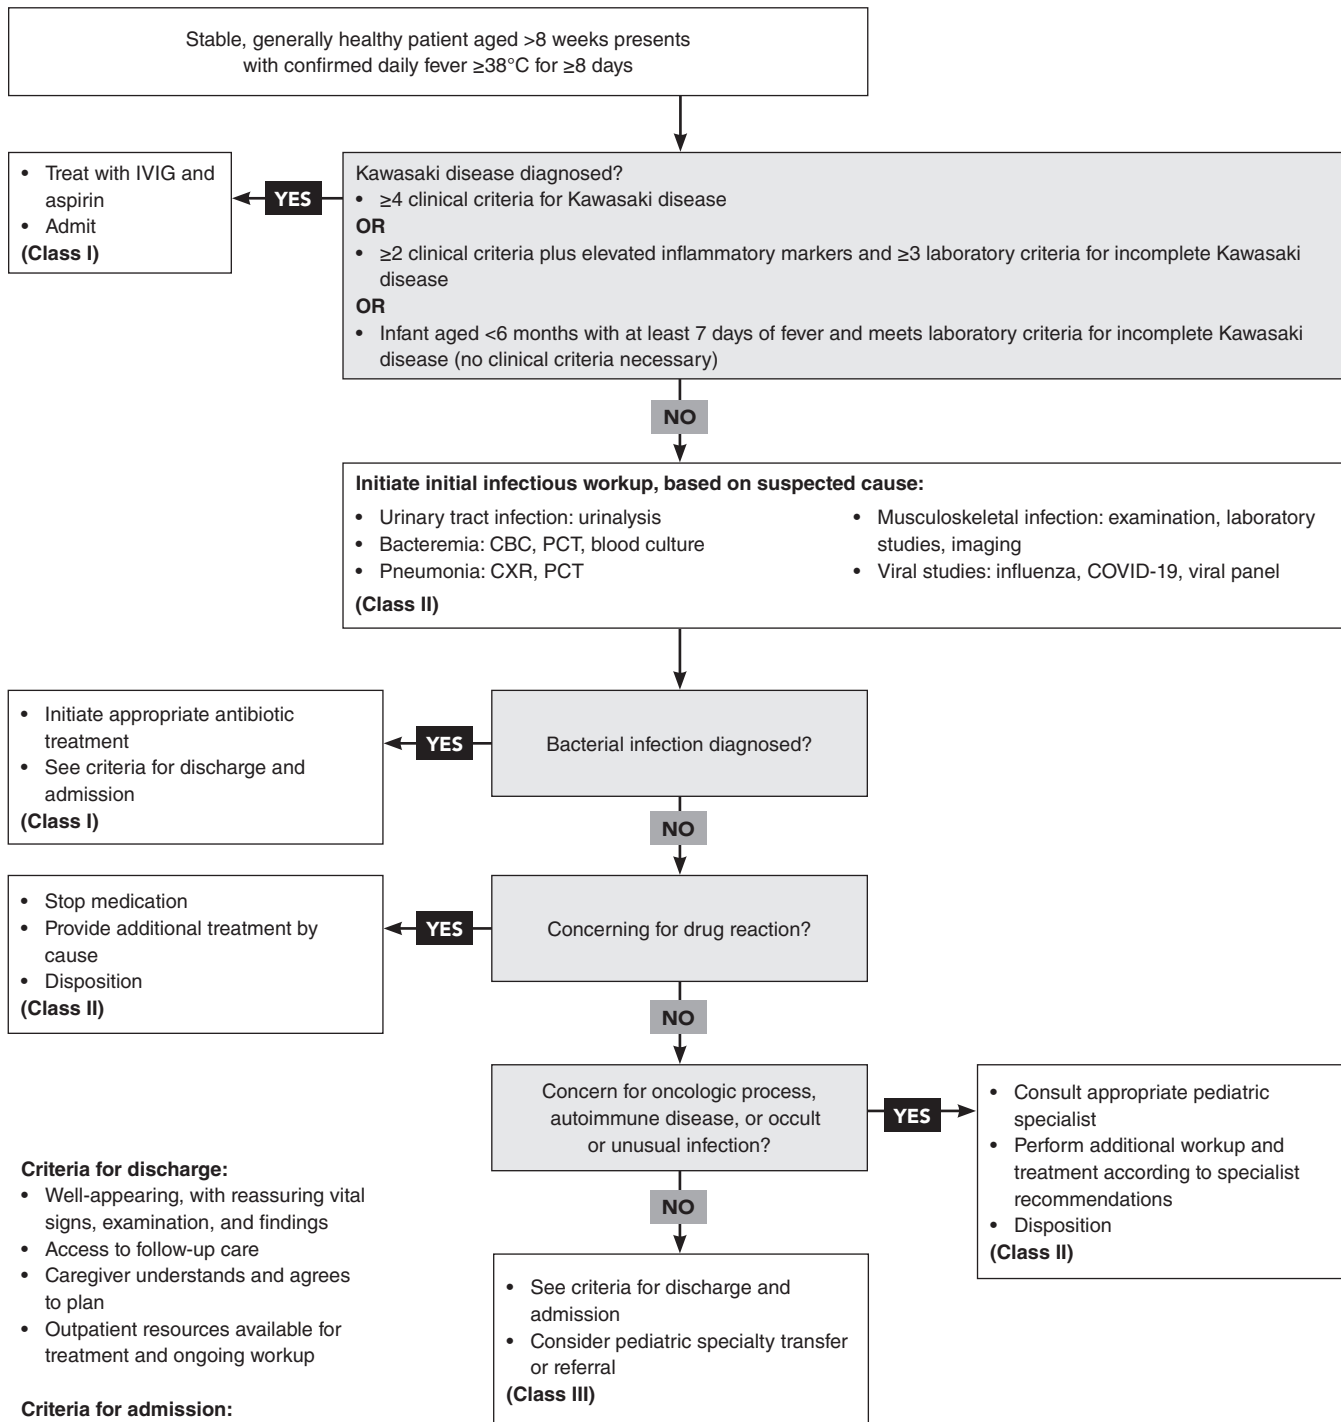 Stable, generally healthy patient aged >8 weeks presents
with confirmed daily fever ≥38°C for ≥8 days
• Treat with IVIG and
aspirin
• Admit
(Class I)
YES
Kawasaki disease diagnosed?
• ≥4 clinical criteria for Kawasaki disease
OR
• ≥2 clinical criteria plus elevated inflammatory markers and ≥3 laboratory criteria for incomplete Kawasaki
disease
OR
• Infant aged <6 months with at least 7 days of fever and meets laboratory criteria for incomplete Kawasaki
disease (no clinical criteria necessary)
NO
Initiate initial infectious workup, based on suspected cause:
• Urinary tract infection: urinalysis
• Bacteremia: CBC, PCT, blood culture
• Pneumonia: CXR, PCT
• Musculoskeletal infection: examination, laboratory
studies, imaging
• Viral studies: influenza, COVID-19, viral panel
(Class II)
• Initiate appropriate antibiotic
treatment
• See criteria for discharge and
admission
(Class I)
YES
Bacterial infection diagnosed?
NO
• Stop medication
• Provide additional treatment by
cause
• Disposition
(Class II)
YES
Concerning for drug reaction?
NO
Concern for oncologic process,
autoimmune disease, or occult
or unusual infection?
YES
• Consult appropriate pediatric
specialist
• Perform additional workup and
treatment according to specialist
recommendations
• Disposition
(Class II)
NO
• See criteria for discharge and
admission
• Consider pediatric specialty transfer
or referral
(Class III)
Criteria for discharge:
• Well-appearing, with reassuring vital
signs, examination, and findings
• Access to follow-up care
• Caregiver understands and agrees
to plan
• Outpatient resources available for
treatment and ongoing workup
Criteria for admission: